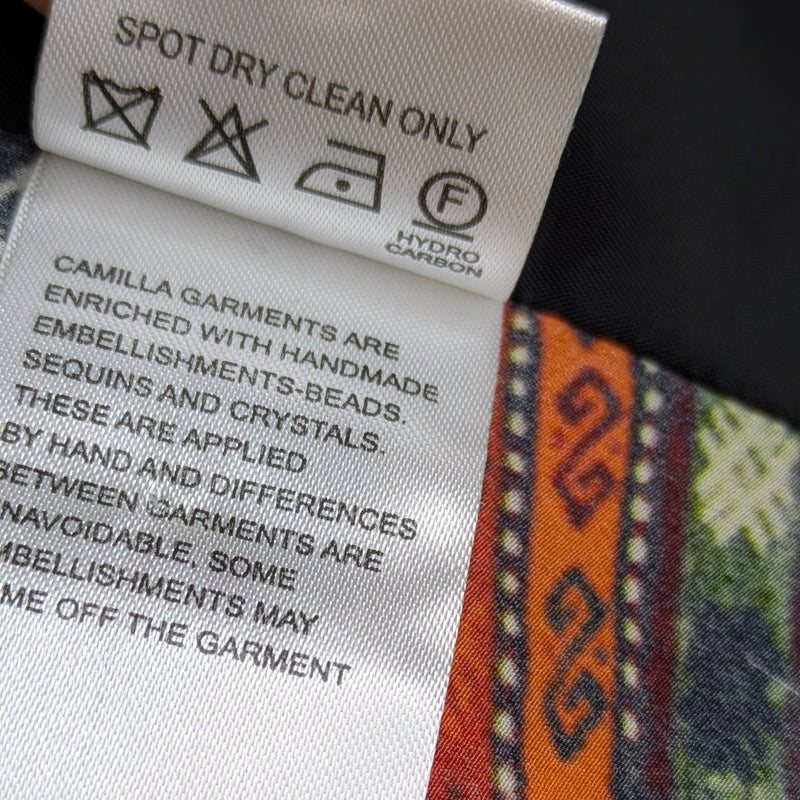 SPOT DRY CLEAN ONLY
F
HYDRO
CARBON
CAMILLA GARMENTS ARE
ENRICHED WITH HANDMADE
EMBELLISHMENTS-BEADS.
SEQUINS AND CRYSTALS.
THESE ARE APPLIED
BY HAND AND DIFFERENCES
BETWEEN GARMENTS ARE
NAVOIDABLE, SOME
MBELLISHMENTS MAY
ME OFF THE GARMENT